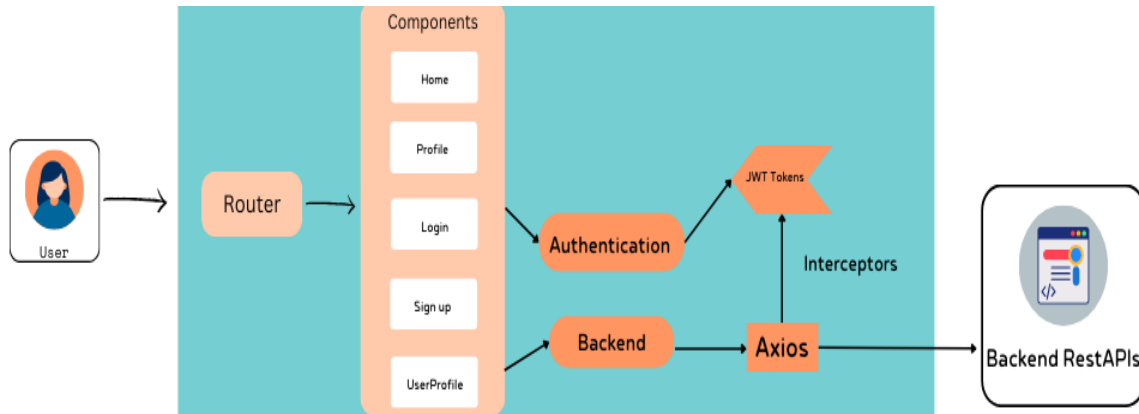 Components
Home
Profile
Login
Sign up
UserProfile
User
Router
Authentication
Backend
JWT Tokens
Interceptors
Axios
Backend RestAPIs